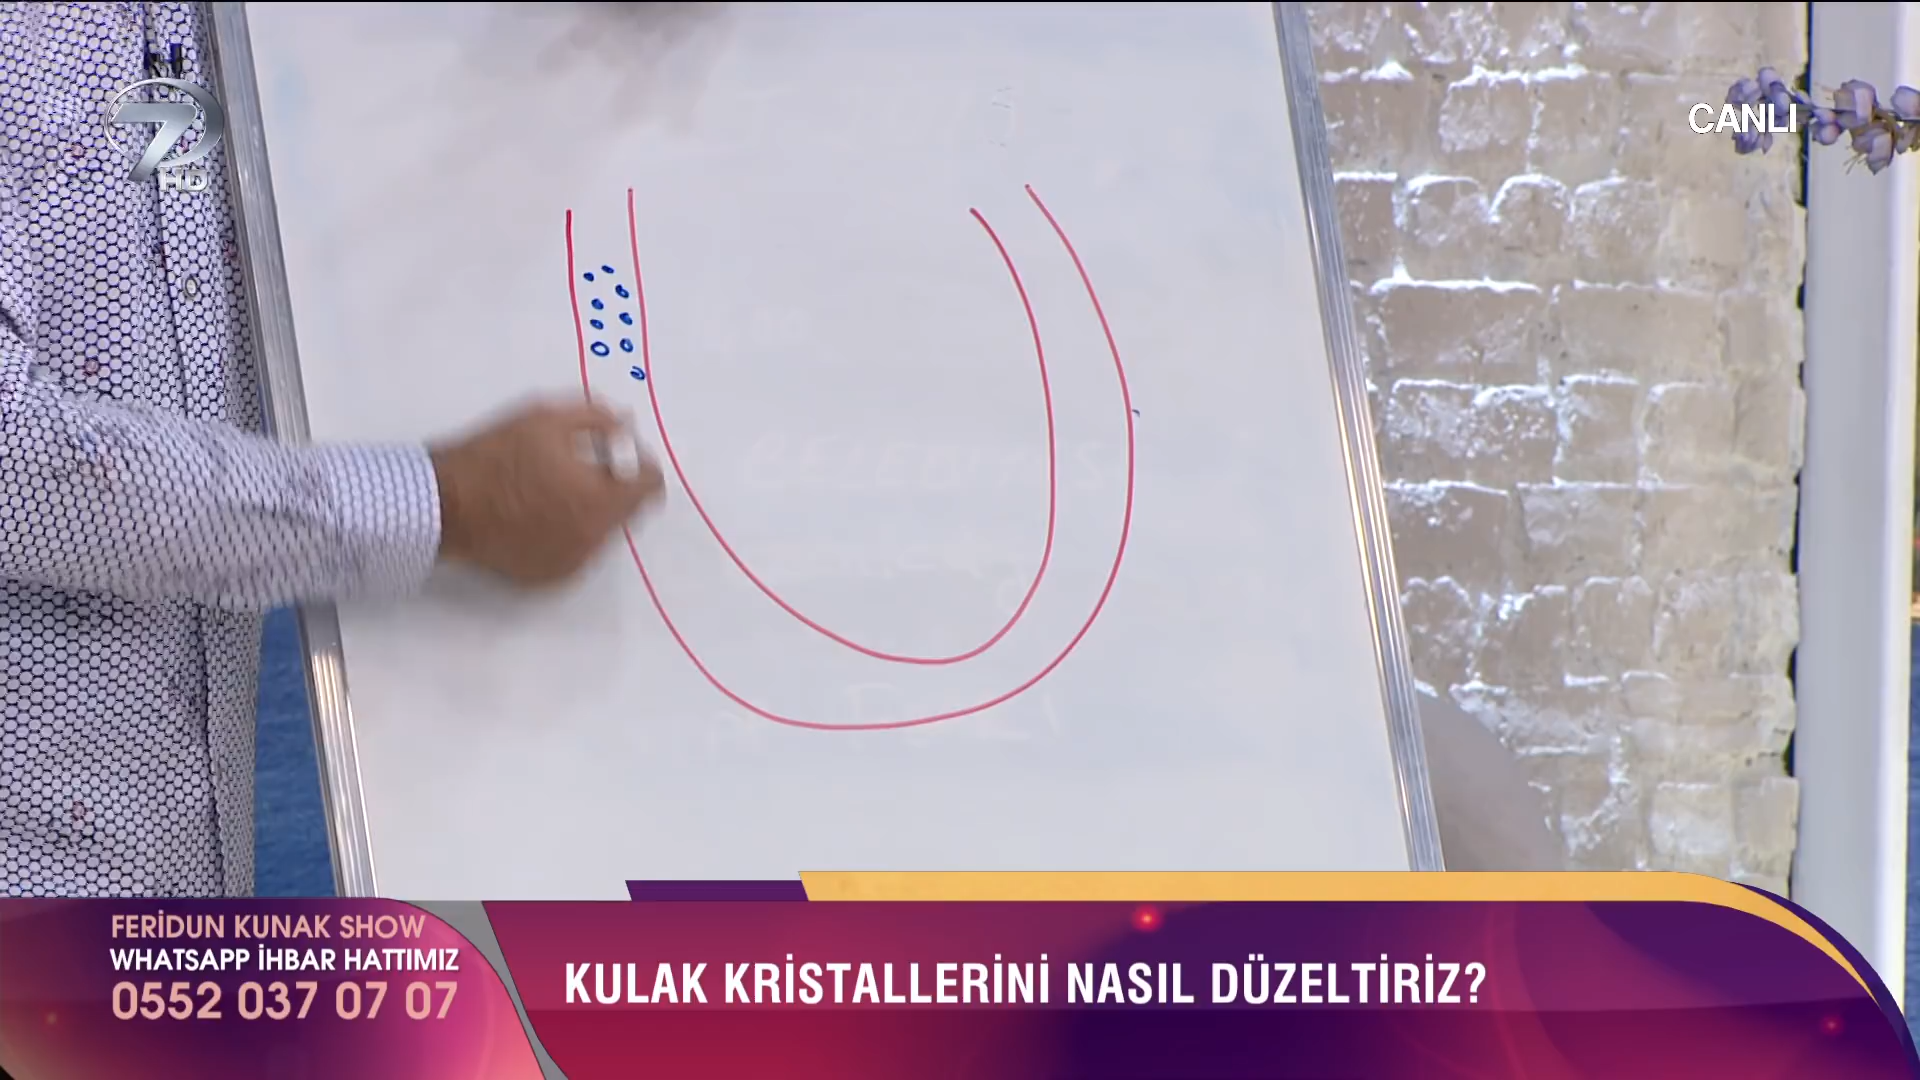 7
HD
CANLI
FERİDUN KUNAK SHOW
WHATSAPP İHBAR HATTIMIZ
0552 037 07 07
KULAK KRİSTALLERİNİ NASIL DÜZELTİRİZ?